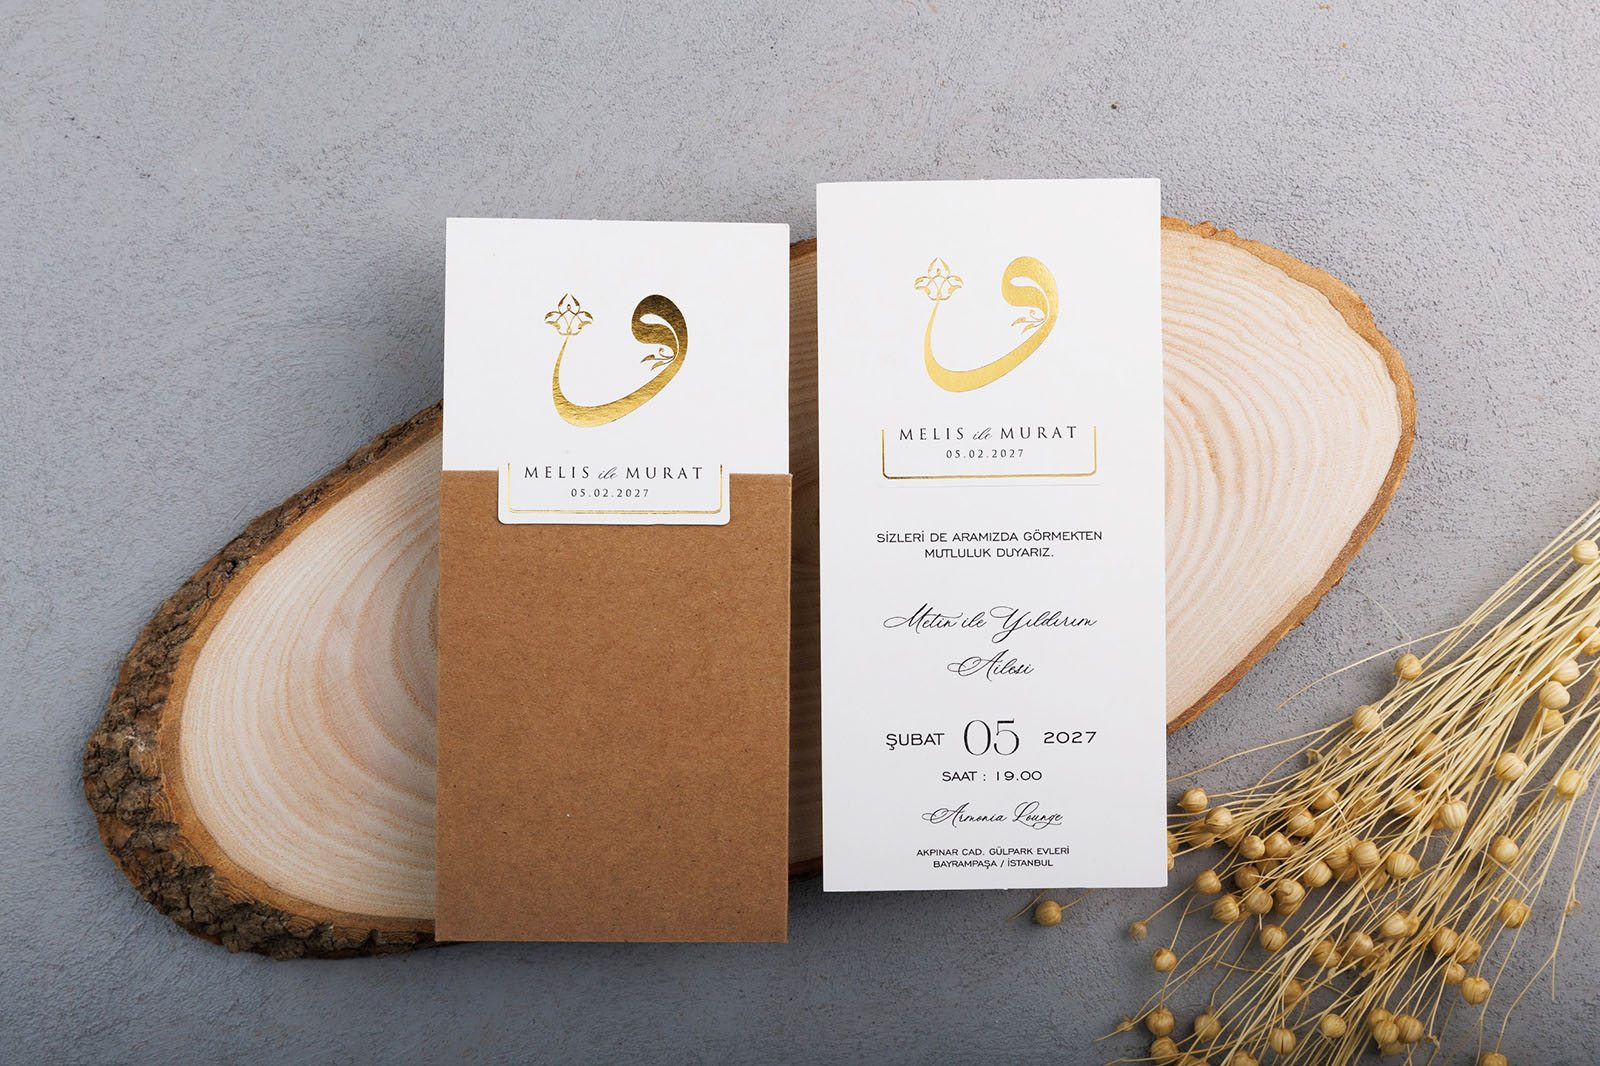 و
MELIS ile MURAT
05.02.2027
و
MELIS ile MURAT
05.02.2027
SİZLERİ DE ARAMIZDA GÖRMEKTEN
MUTLULUK DUYARIZ.
Metin ile Yıldırım
Ailesi
ŞUBAT 05 2027
SAAT : 19.00
Armonia Lounge
AKPINAR CAD. GÜLPARK EVLERİ
BAYRAMPAŞA / İSTANBUL